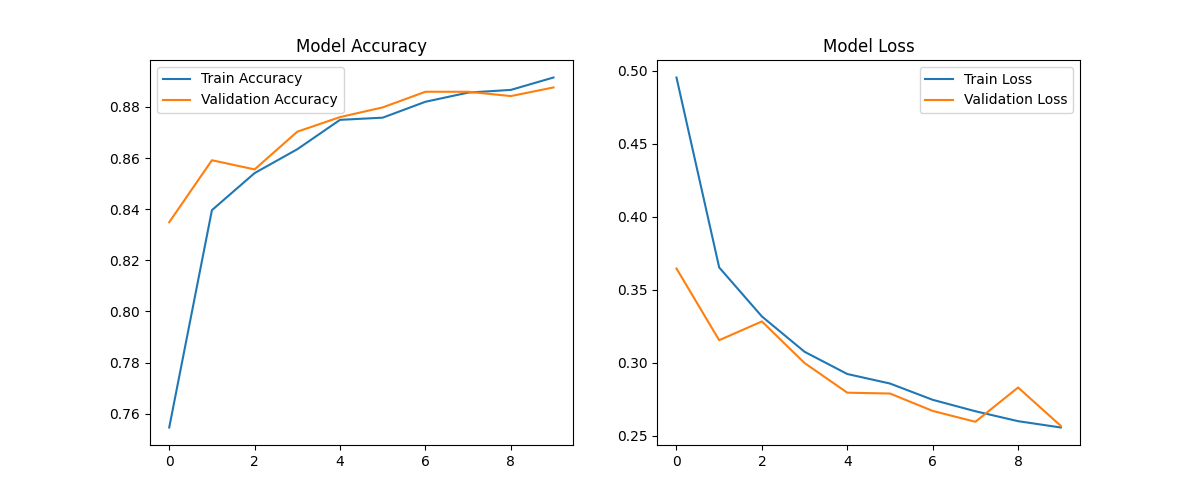 Model Accuracy
Train Accuracy
Validation Accuracy
0.88
0.86
0.84
0.82
0.80
0.78
0.76
0 2 4 6 8
Model Loss
Train Loss
Validation Loss
0.50
0.45
0.40
0.35
0.30
0.25
0 2 4 6 8